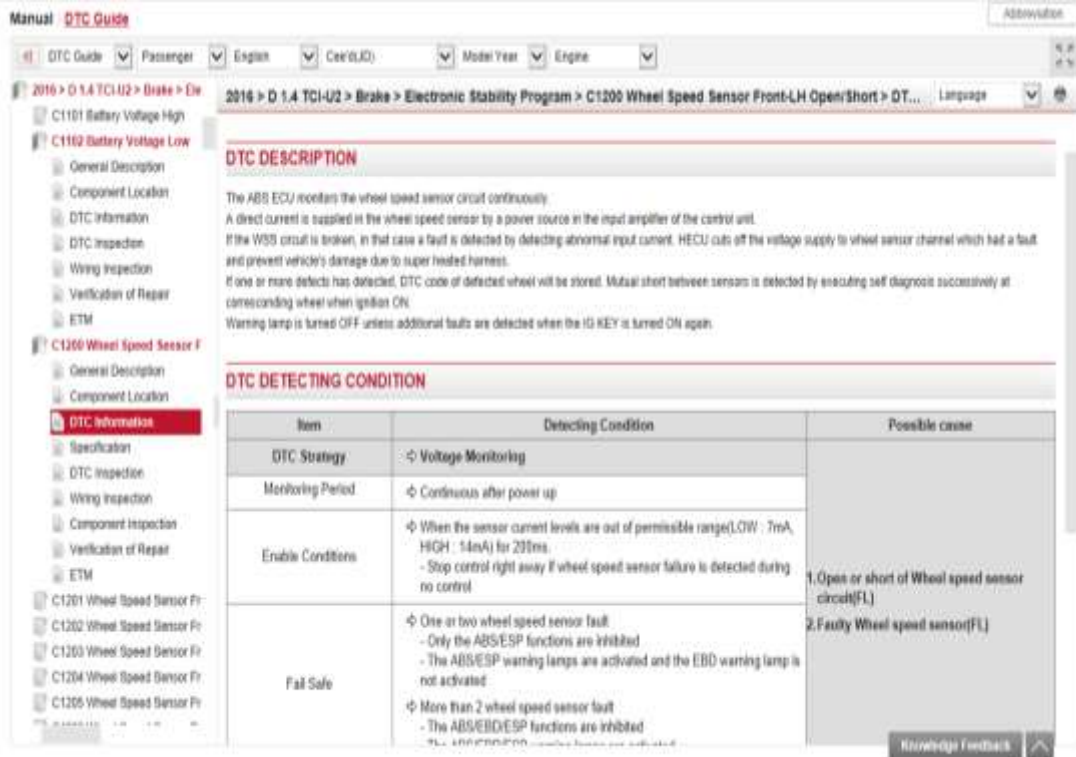 Manual DTC Guide
Abbreviation
DTC Guide Passenger English Cee'd(JD) Model Year Engine
2016 > D 1.4 TCI-U2 > Brake > Ele
C1101 Battery Voltage High
C1102 Battery Voltage Low
General Description
Component Location
DTC Information
DTC Inspection
Wiring Inspection
Verification of Repair
ETM
C1200 Wheel Speed Sensor F
General Description
Component Location
DTC Information
Specification
DTC Inspection
Wiring Inspection
Component Inspection
Verification of Repair
ETM
C1201 Wheel Speed Sensor Fr
C1202 Wheel Speed Sensor Fr
C1203 Wheel Speed Sensor Fr
C1204 Wheel Speed Sensor Fr
C1205 Wheel Speed Sensor Fr
2016 > D 1.4 TCI-U2 > Brake > Electronic Stability Program > C1200 Wheel Speed Sensor Front-LH Open/Short > DT...
Language
DTC DESCRIPTION
The ABS ECU monitors the wheel speed sensor circuit continuously.
A direct current is supplied in the wheel speed sensor by a power source in the input amplifier of the control unit.
If the WSS circuit is broken, in that case a fault is detected by detecting abnormal input current. HECU cuts off the voltage supply to wheel sensor channel which had a fault
and prevent vehicle's damage due to super heated harness.
If one or more defects has detected, DTC code of defected wheel will be stored. Mutual short between sensors is detected by executing self diagnosis successively at
corresconding wheel when ignition ON.
Warning lamp is turned OFF unless additional faults are detected when the IG KEY is turned ON again.
DTC DETECTING CONDITION
Item Detecting Condition Possible cause
DTC Strategy Voltage Monitoring
Monitoring Period Continuous after power up
Enable Conditions
When the sensor current levels are out of permissible range(LOW : 7mA,
HIGH : 14mA) for 200ms.
- Stop control right away if wheel speed sensor failure is detected during
no control
Fail Safe
One or two wheel speed sensor fault
- Only the ABS/ESP functions are inhibited
- The ABS/ESP warning lamps are activated and the EBD warning lamp is
not activated
More than 2 wheel speed sensor fault
- The ABS/EBD/ESP functions are inhibited
- The ABS/EBD/ESP warning lamps are activated
1.Open or short of Wheel speed sensor
circuit(FL)
2.Faulty Wheel speed sensor(FL)
Knowledge Feedback